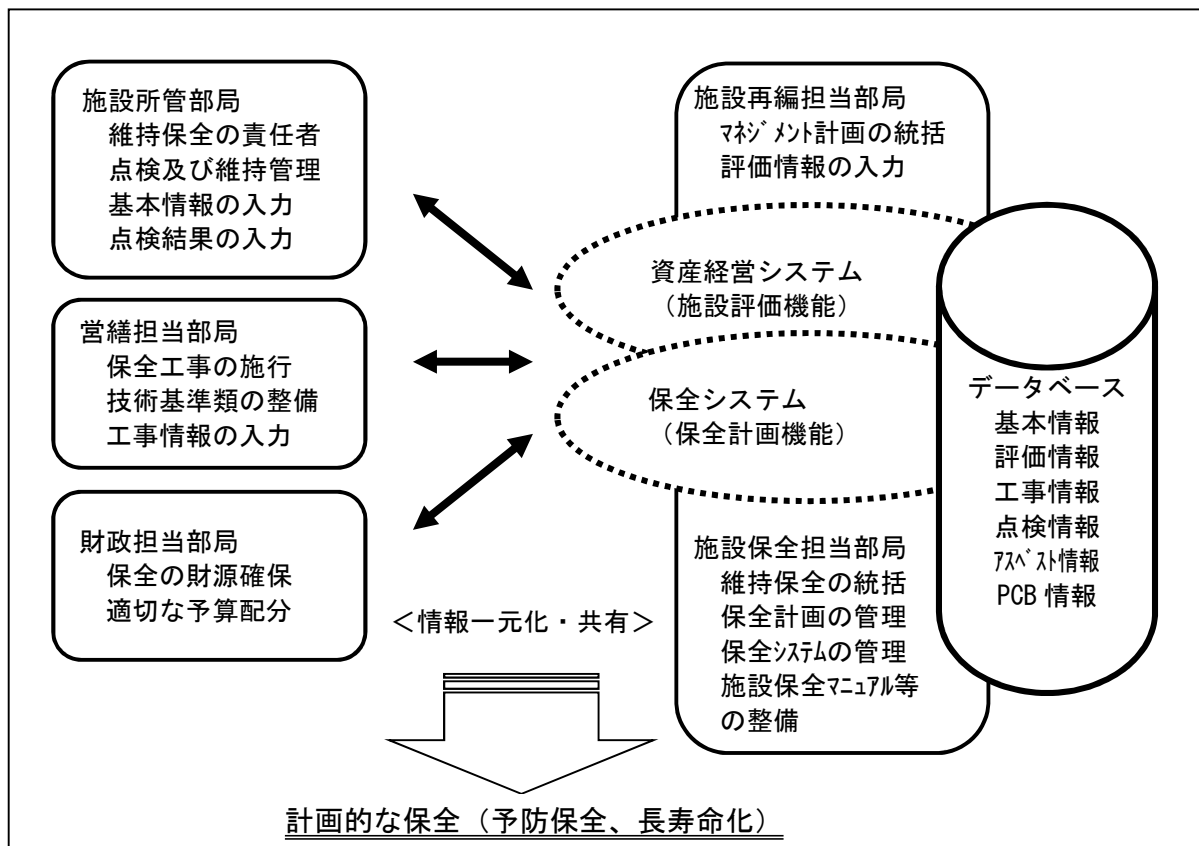 施設所管部局
維持保全の責任者
点検及び維持管理
基本情報の入力
点検結果の入力
営繕担当部局
保全工事の施行
技術基準類の整備
工事情報の入力
財政担当部局
保全の財源確保
適切な予算配分
施設再編担当部局
ﾏﾈｼﾞﾒﾝﾄ計画の統括
評価情報の入力
資産経営システム
（施設評価機能）
保全システム
（保全計画機能）
施設保全担当部局
維持保全の統括
保全計画の管理
保全ｼｽﾃﾑの管理
施設保全ﾏﾆｭｱﾙ等
の整備
データベース
基本情報
評価情報
工事情報
点検情報
ｱｽﾍﾞｽﾄ情報
PCB 情報
＜情報一元化・共有＞
計画的な保全（予防保全、長寿命化）